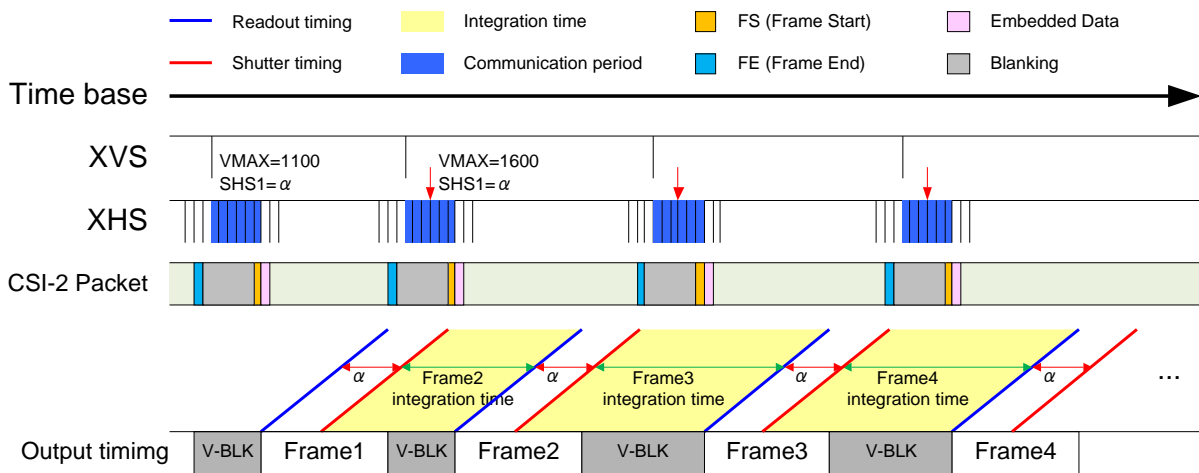 Readout timing
Integration time
FS (Frame Start)
Embedded Data
Shutter timing
Communication period
FE (Frame End)
Blanking
Time base
XVS
VMAX=1100
SHS1=α
VMAX=1600
SHS1=α
XHS
CSI-2 Packet
α
Frame2
integration time
α
Frame3
integration time
α
Frame4
integration time
α
...
Output timimg
V-BLK
Frame1
V-BLK
Frame2
V-BLK
Frame3
V-BLK
Frame4